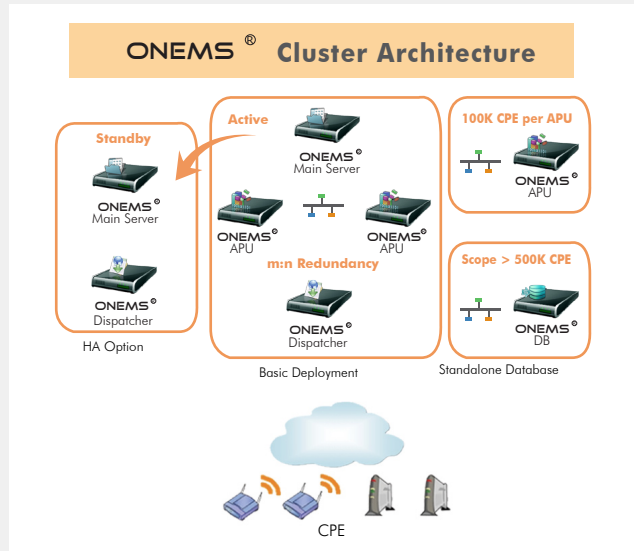 ONEMS ® Cluster Architecture
Standby
ONEMS®
Main Server
ONEMS®
Dispatcher
HA Option
Active
ONEMS®
Main Server
ONEMS®
APU
ONEMS®
APU
m:n Redundancy
ONEMS®
Dispatcher
Basic Deployment
100K CPE per APU
ONEMS®
APU
Scope > 500K CPE
ONEMS®
DB
Standalone Database
CPE